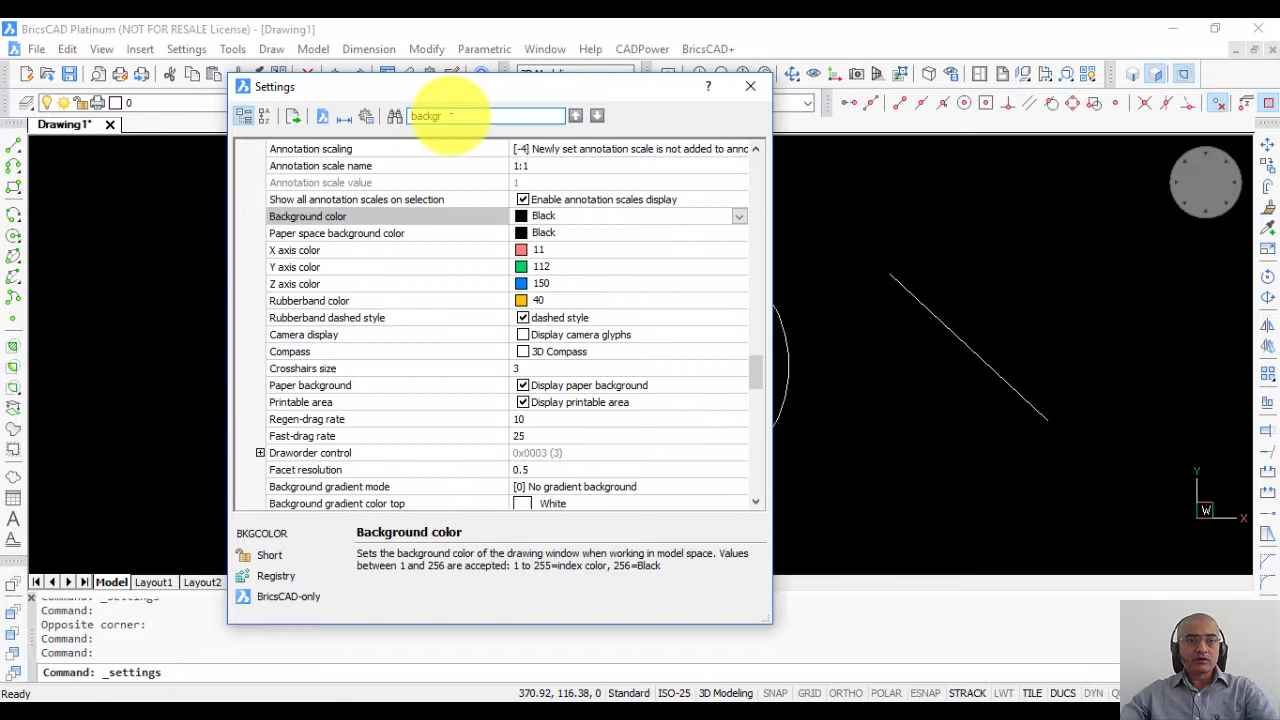 BricsCAD Platinum (NOT FOR RESALE License) - [Drawing1]
File Edit View Insert Settings Tools Draw Model Dimension Modify Parametric Window Help CADPower BricsCAD+
Settings ?
0
Drawing1*
backgr
Annotation scaling [-4] Newly set annotation scale is not added to anno
Annotation scale name 1:1
Annotation scale value 1
Show all annotation scales on selection Enable annotation scales display
Background color Black
Paper space background color Black
X axis color 11
Y axis color 112
Z axis color 150
Rubberband color 40
Rubberband dashed style dashed style
Camera display Display camera glyphs
Compass 3D Compass
Crosshairs size 3
Paper background Display paper background
Printable area Display printable area
Regen-drag rate 10
Fast-drag rate 25
Draworder control 0x0003 (3)
Facet resolution 0.5
Background gradient mode [0] No gradient background
Background gradient color top White
Y
W
X
BKGCOLOR
Short
Registry
BricsCAD-only
Background color
Sets the background color of the drawing window when working in model space. Values
between 1 and 256 are accepted: 1 to 255=index color, 256=Black
Model Layout1 Layout2
Command:
Opposite corner:
Command:
Command:
Command: _settings
Ready 370.92, 116.38, 0 Standard ISO-25 3D Modeling SNAP GRID ORTHO POLAR ESNAP STRACK LWT TILE DUCS DYN